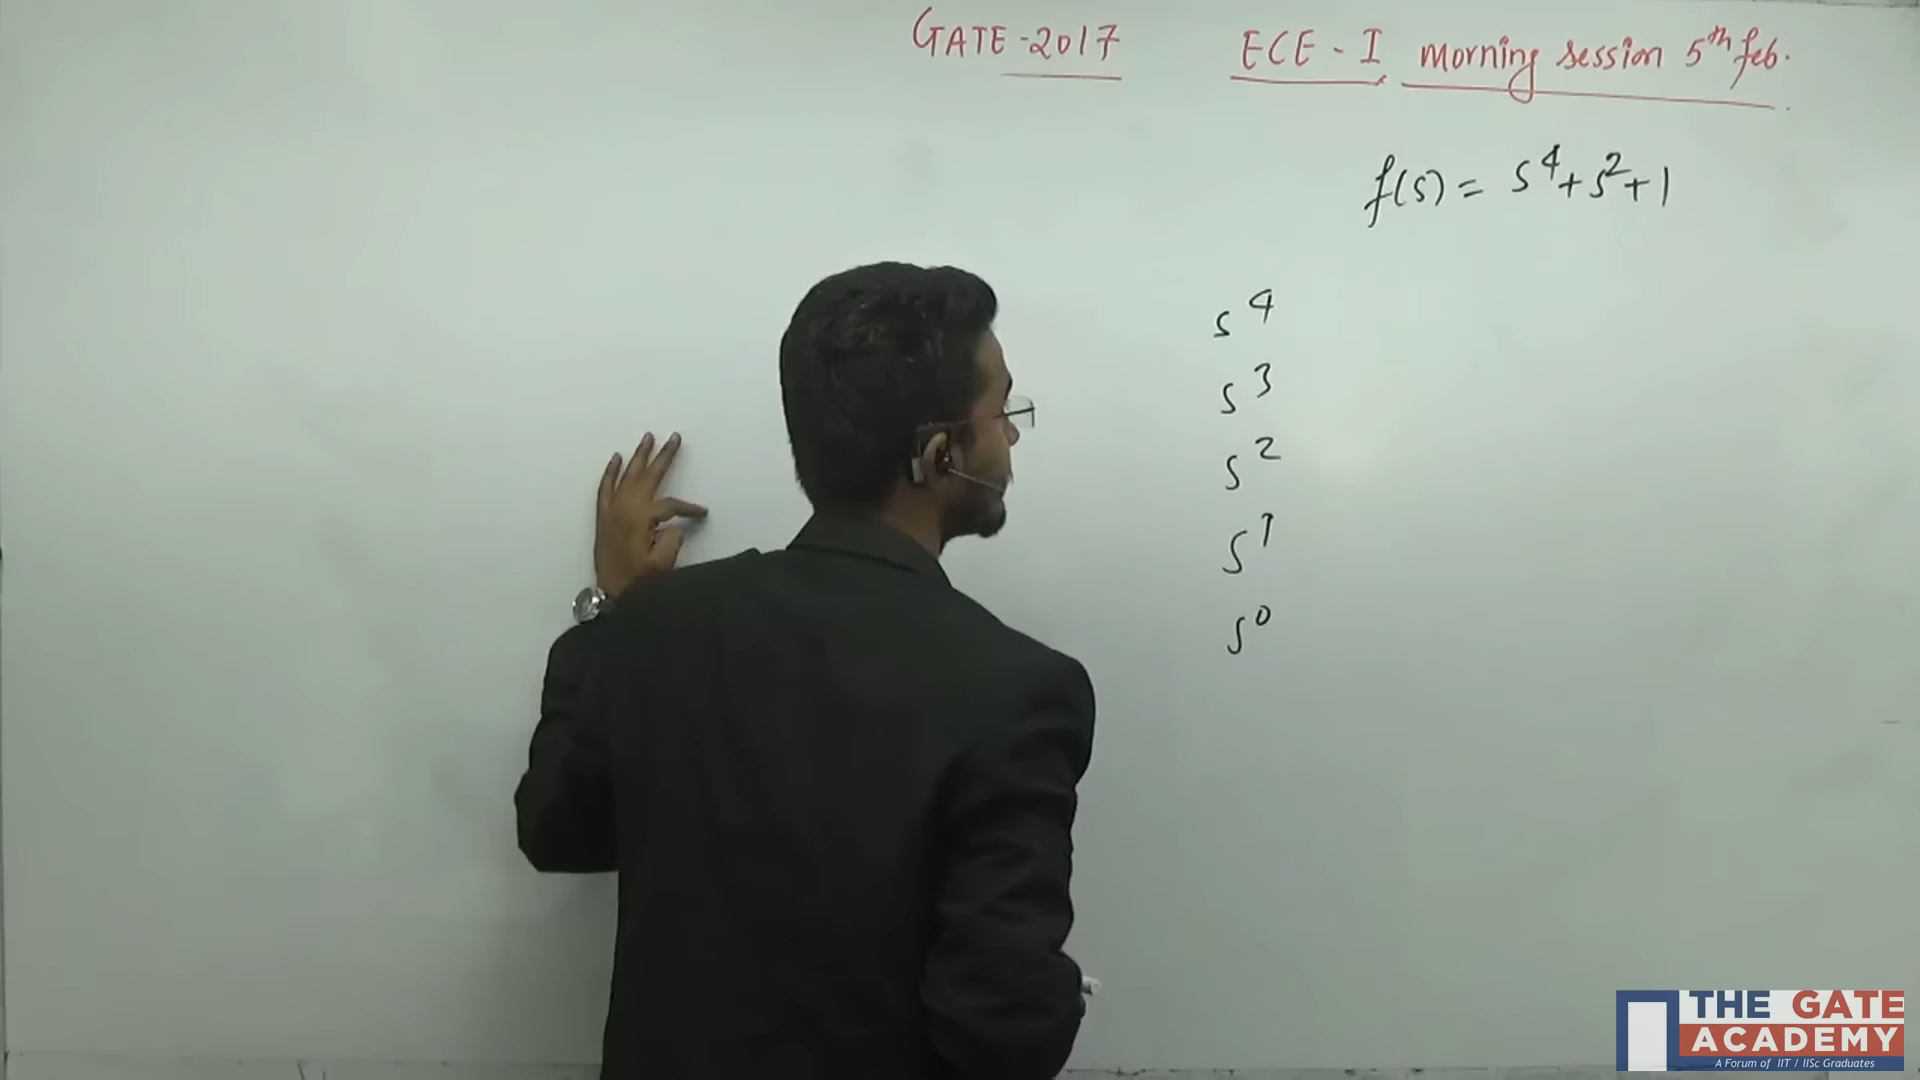 GATE-2017 ECE-I morning session 5th feb.
f(s) = s⁴+s²+1
s⁴
s³
s²
s¹
s⁰
THE GATE
ACADEMY
A Forum of IIT / IISc Graduates